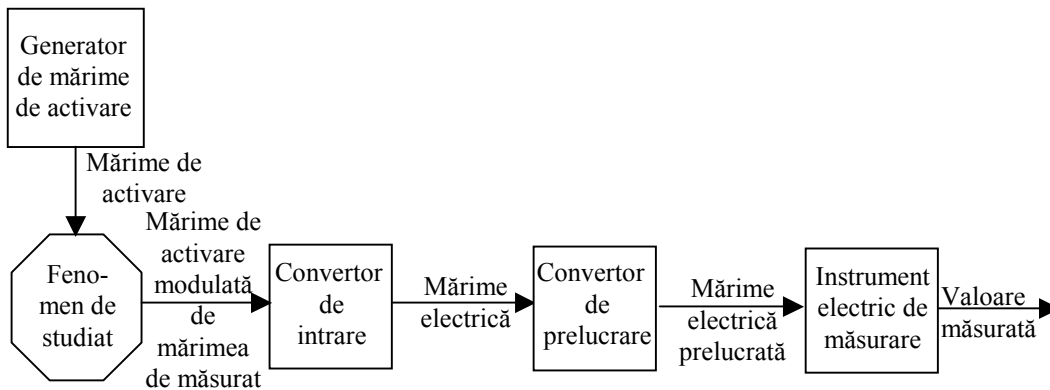 Generator
de mărime
de activare
Mărime de
activare
Feno-
men de
studiat
Mărime de
activare
modulată
de
mărimea
de măsurat
Convertor
de
intrare
Mărime
electrică
Convertor
de
prelucrare
Mărime
electrică
prelucrată
Instrument
electric de
măsurare
Valoare
măsurată